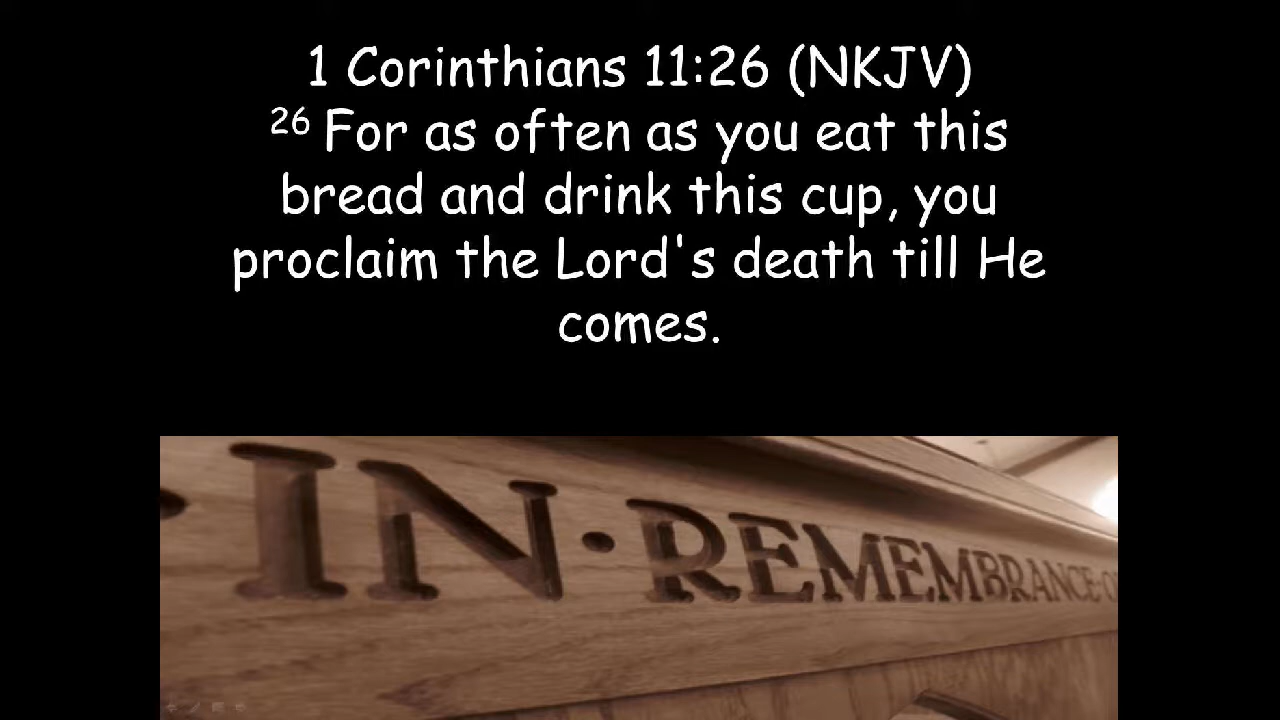 1 Corinthians 11:26 (NKJV)
26 For as often as you eat this
bread and drink this cup, you
proclaim the Lord's death till He
comes.
·IN·REMEMBRANCE·O